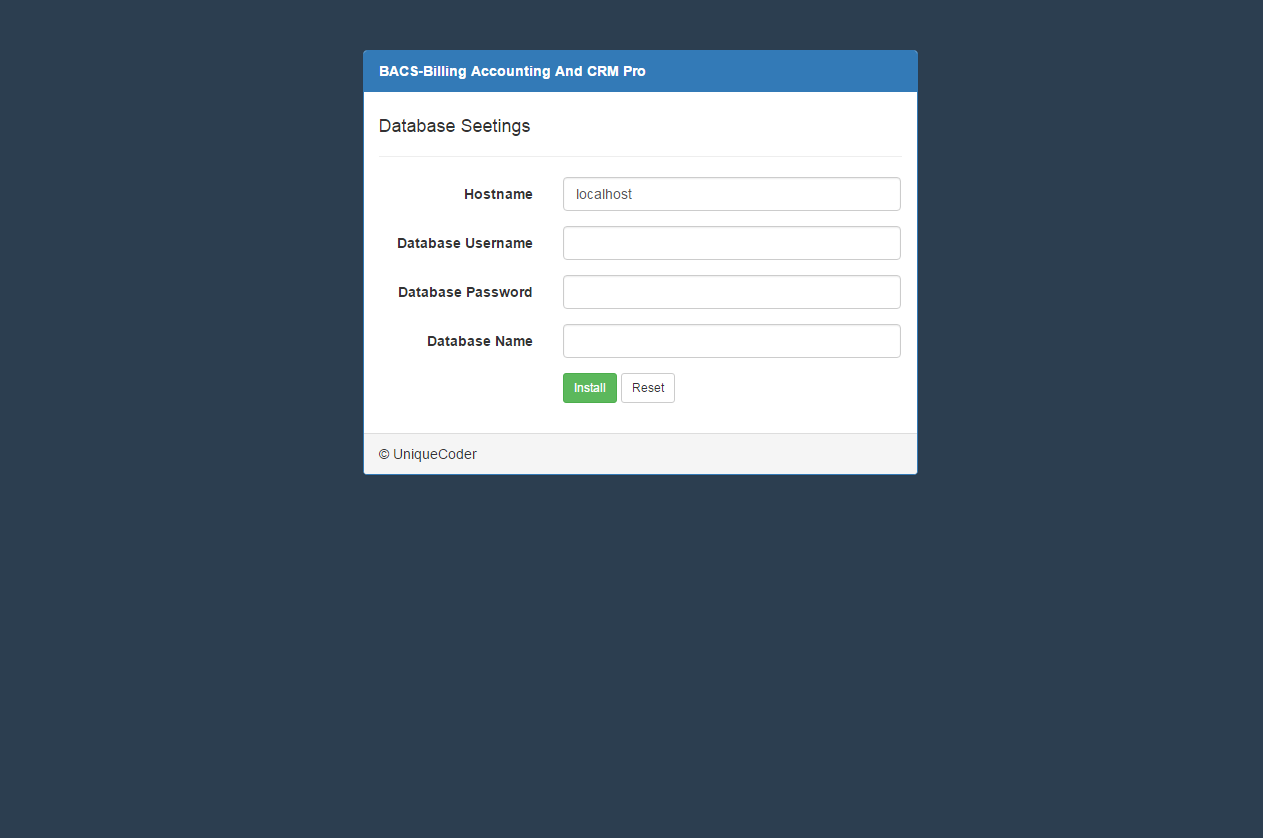 BACS-Billing Accounting And CRM Pro
Database Seetings
Hostname localhost
Database Username
Database Password
Database Name
Install Reset
© UniqueCoder